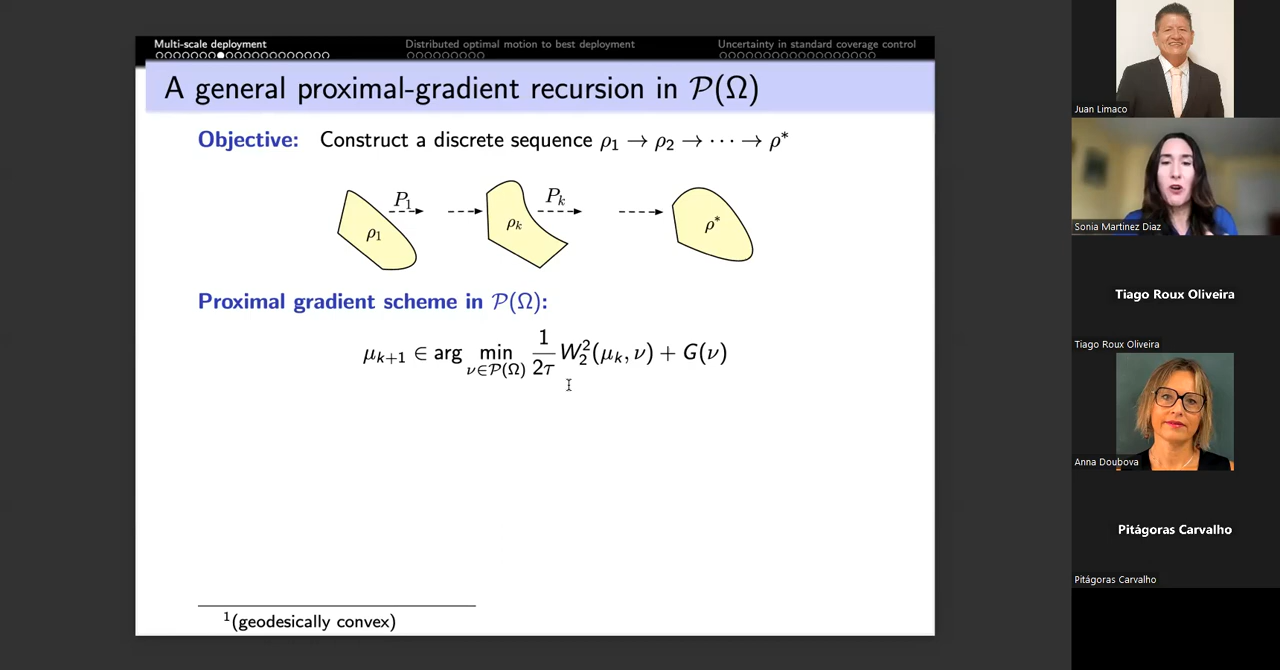 Multi-scale deployment
Distributed optimal motion to best deployment
Uncertainty in standard coverage control
A general proximal-gradient recursion in 𝒫(Ω)
Objective: Construct a discrete sequence ρ₁ → ρ₂ → ⋯ → ρ*
P₁
P_k
ρ₁
ρ_k
ρ*
Proximal gradient scheme in 𝒫(Ω):
μ_{k+1} ∈ arg min_{ν∈𝒫(Ω)} 1/2τ W₂²(μ_k, ν) + G(ν)
¹(geodesically convex)
Juan Limaco
Sonia Martinez Diaz
Tiago Roux Oliveira
Tiago Roux Oliveira
Anna Doubova
Pitágoras Carvalho
Pitágoras Carvalho